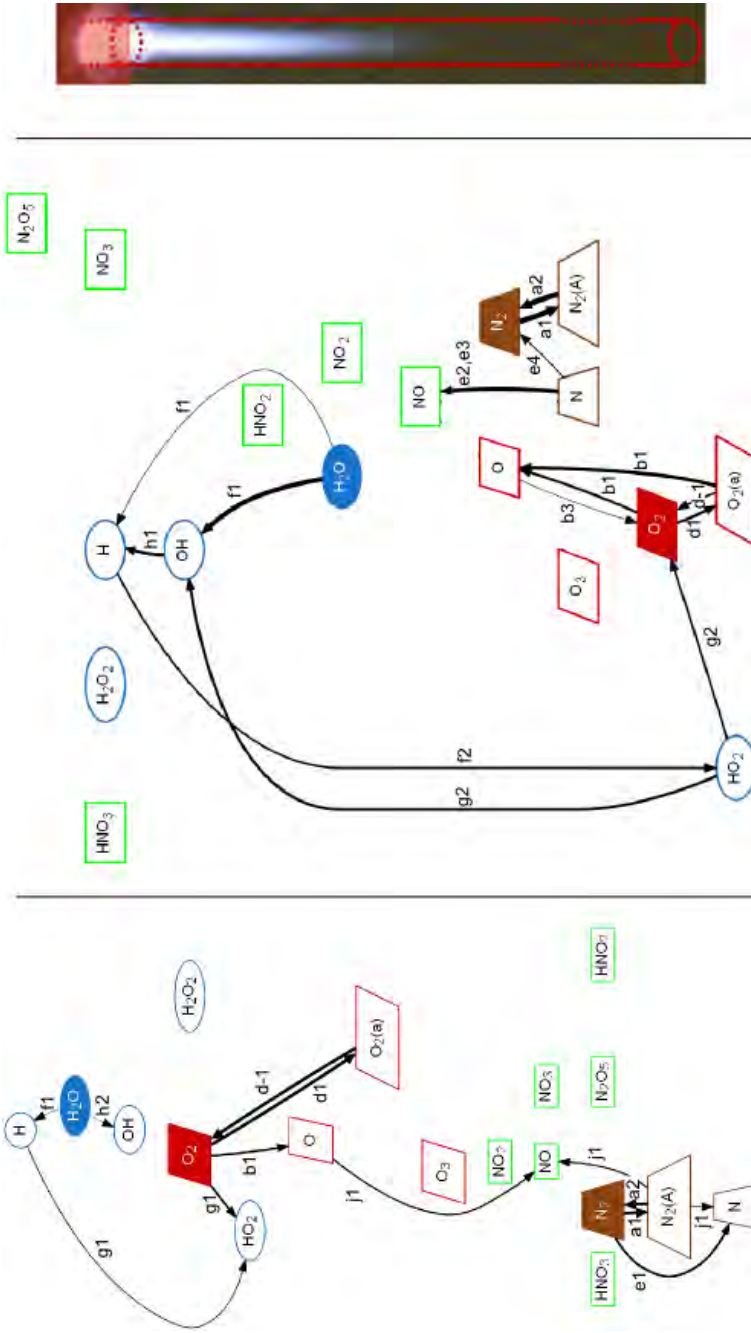 H
f1
H₂O
g1 h2
OH
O₂ H₂O₂
g1
HO₂ b1 d-1
O d1
j1 O₂(a)
O₃
NO₂
NO NO₃
j1
HNO₃ N₂ N₂O₅
a1 a2
e1 N₂(A)
j1
N
N₂O₅
HNO₃ H₂O₂ H NO₃
h1
OH f1
f1
HNO₂
H₂O NO₂
NO
g2 f2 e2,e3
O N₂
e4 a1 a2
b3
O₂ N N₂(A)
b1 b1
O₂
d1 d-1
g2
HO₂ O₂(a)